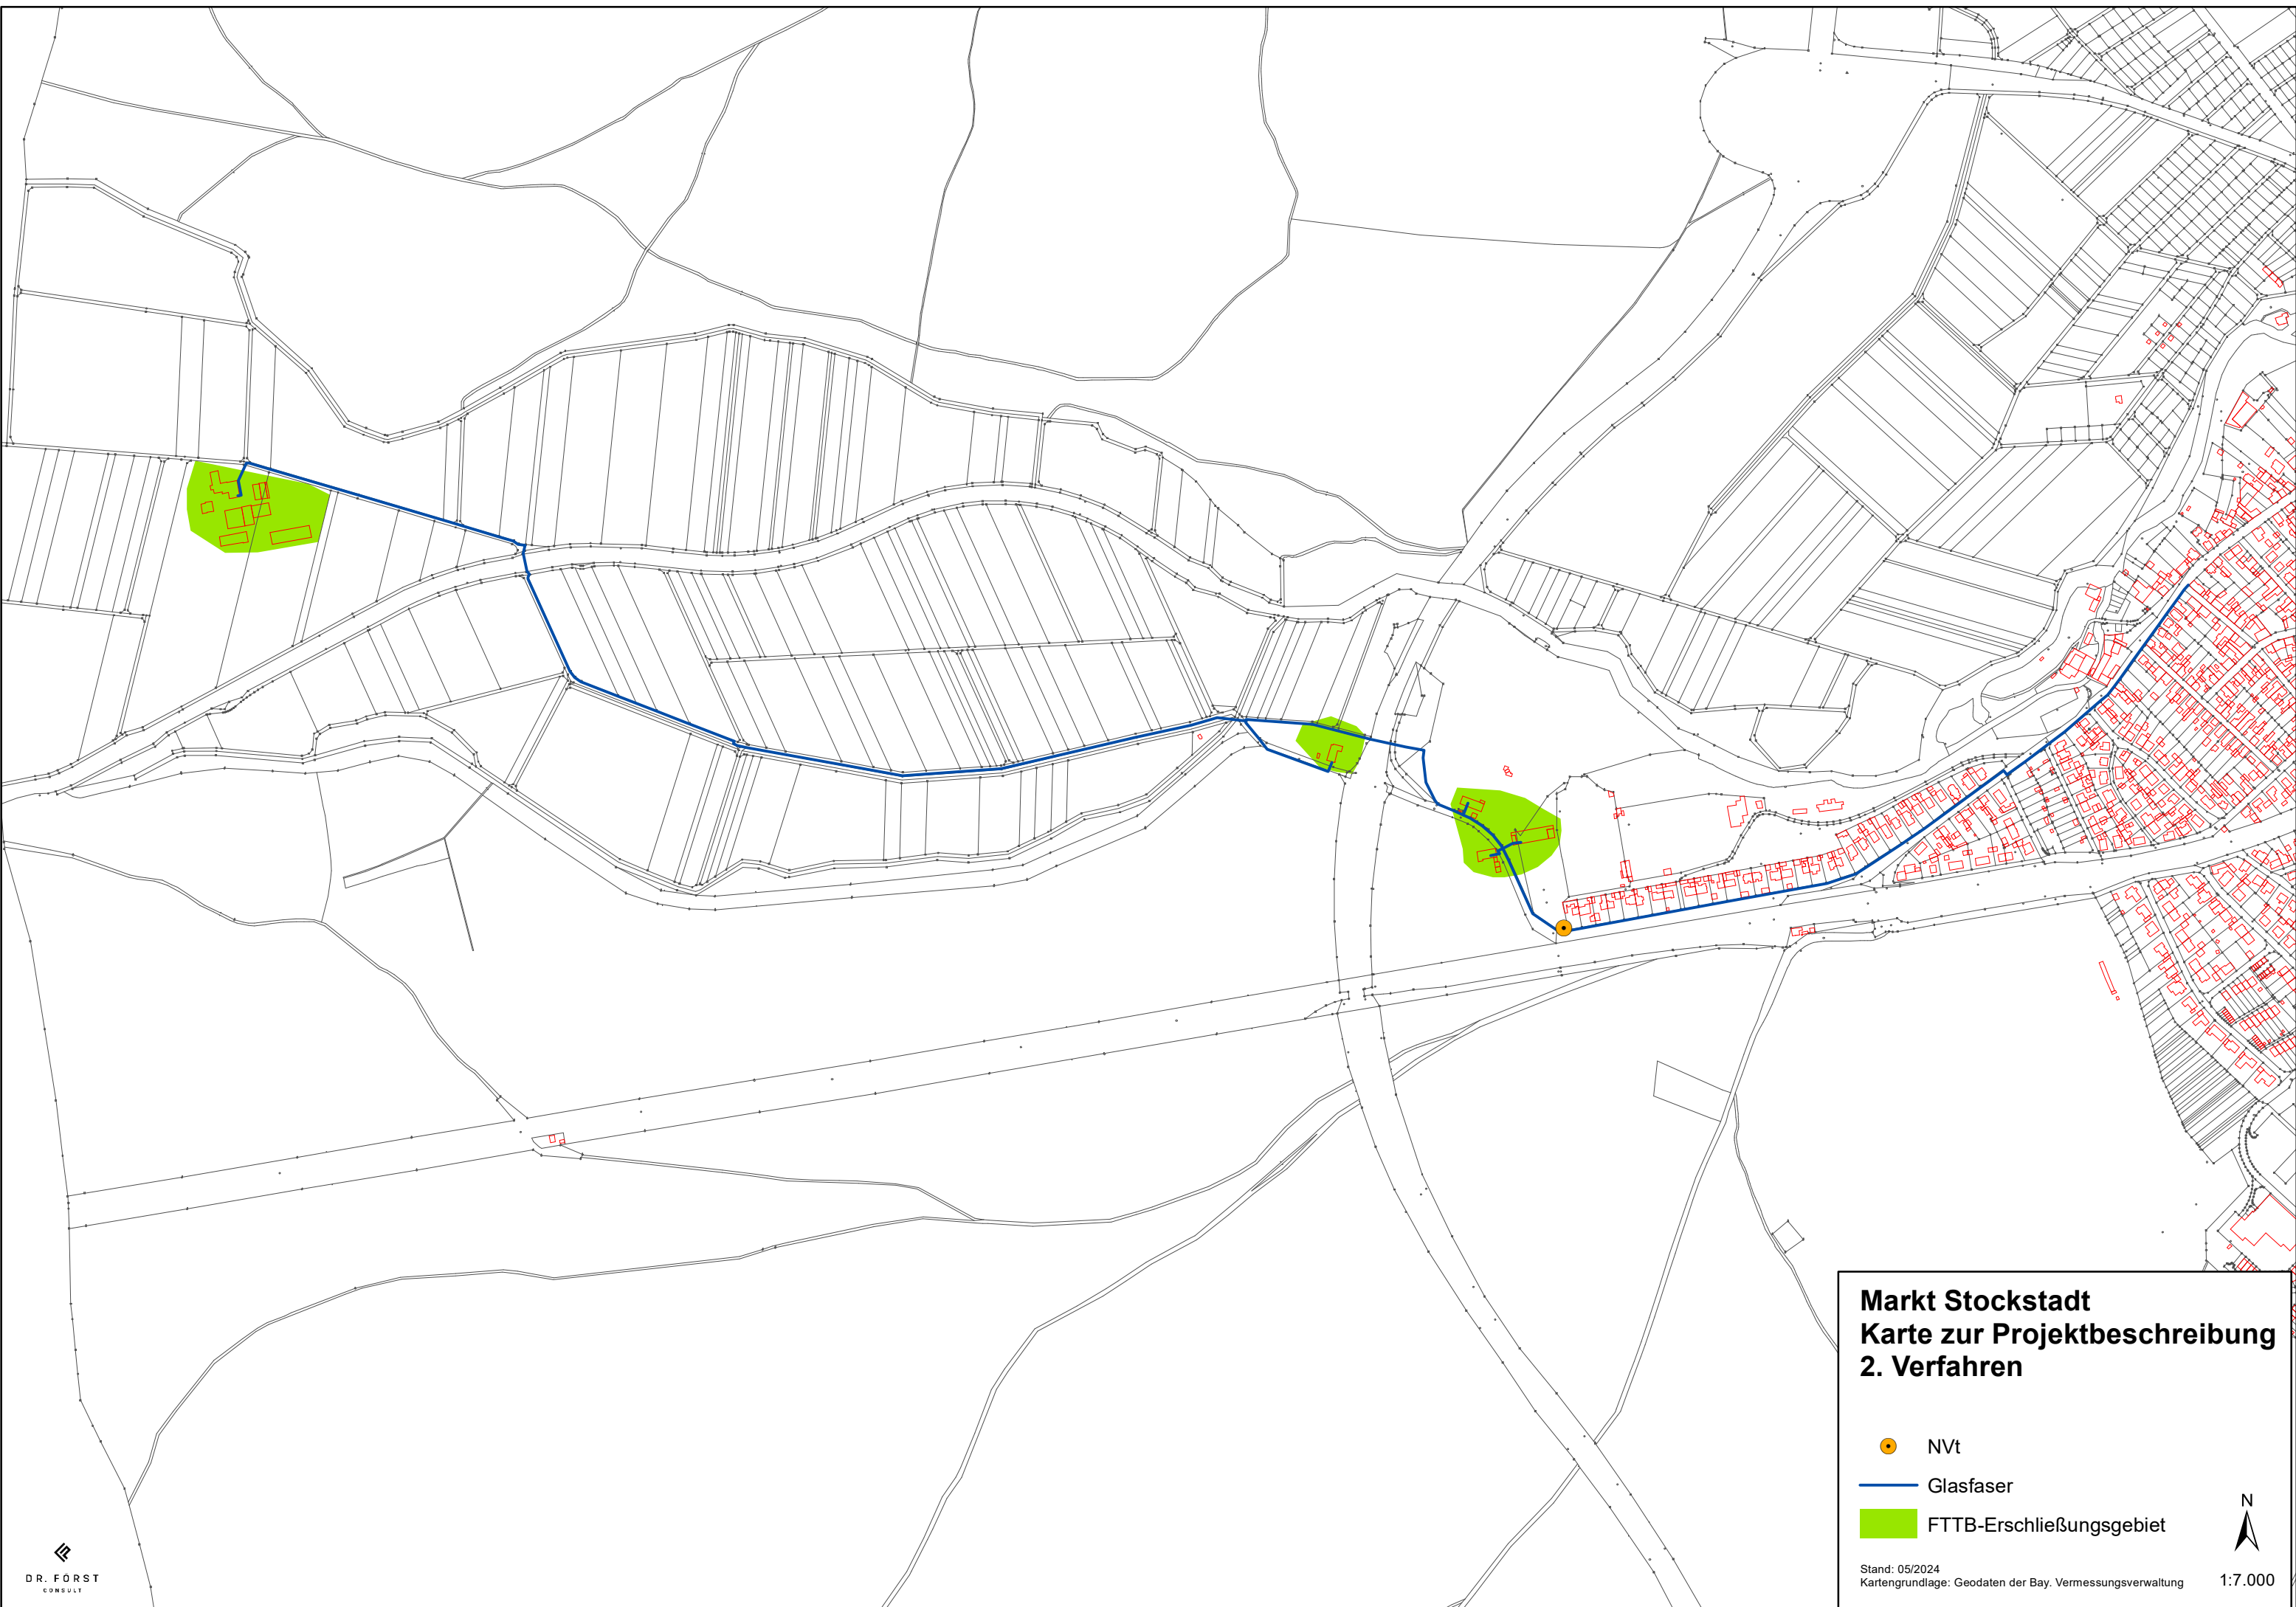 Markt Stockstadt
Karte zur Projektbeschreibung
2. Verfahren
NVt
Glasfaser
FTTB-Erschließungsgebiet
N
Stand: 05/2024
Kartengrundlage: Geodaten der Bay. Vermessungsverwaltung
1:7.000
DR. FÖRST
CONSULT